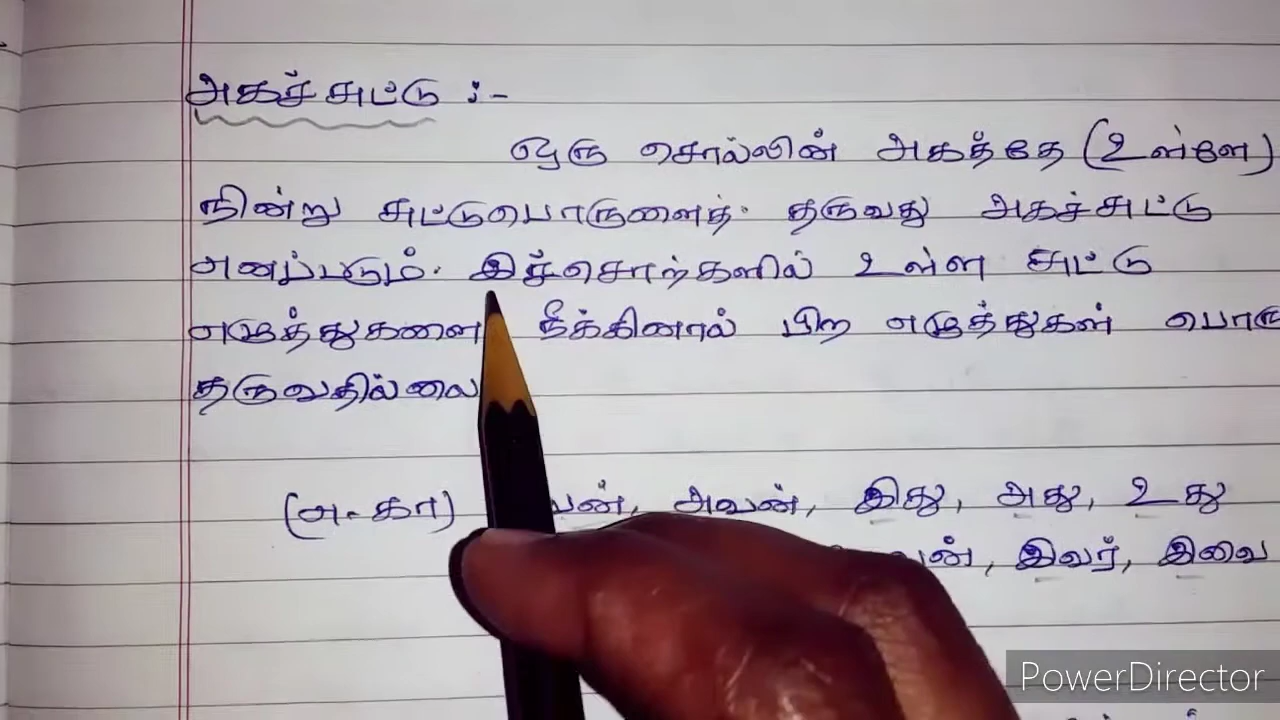 அகச்சுட்டு :-
ஒரு சொல்லின் அகத்தே (உள்ளே)
நின்று சுட்டுபொருளைத் தருவது அகச்சுட்டு
எனப்படும். இச்சொற்களில் உள்ள சுட்டு
எழுத்துகளை நீக்கினால் பிற எழுத்துகள்
தருவதில்லை
(எ.கா) அவன், இது, அது, உது
இவர், இவை
PowerDirector